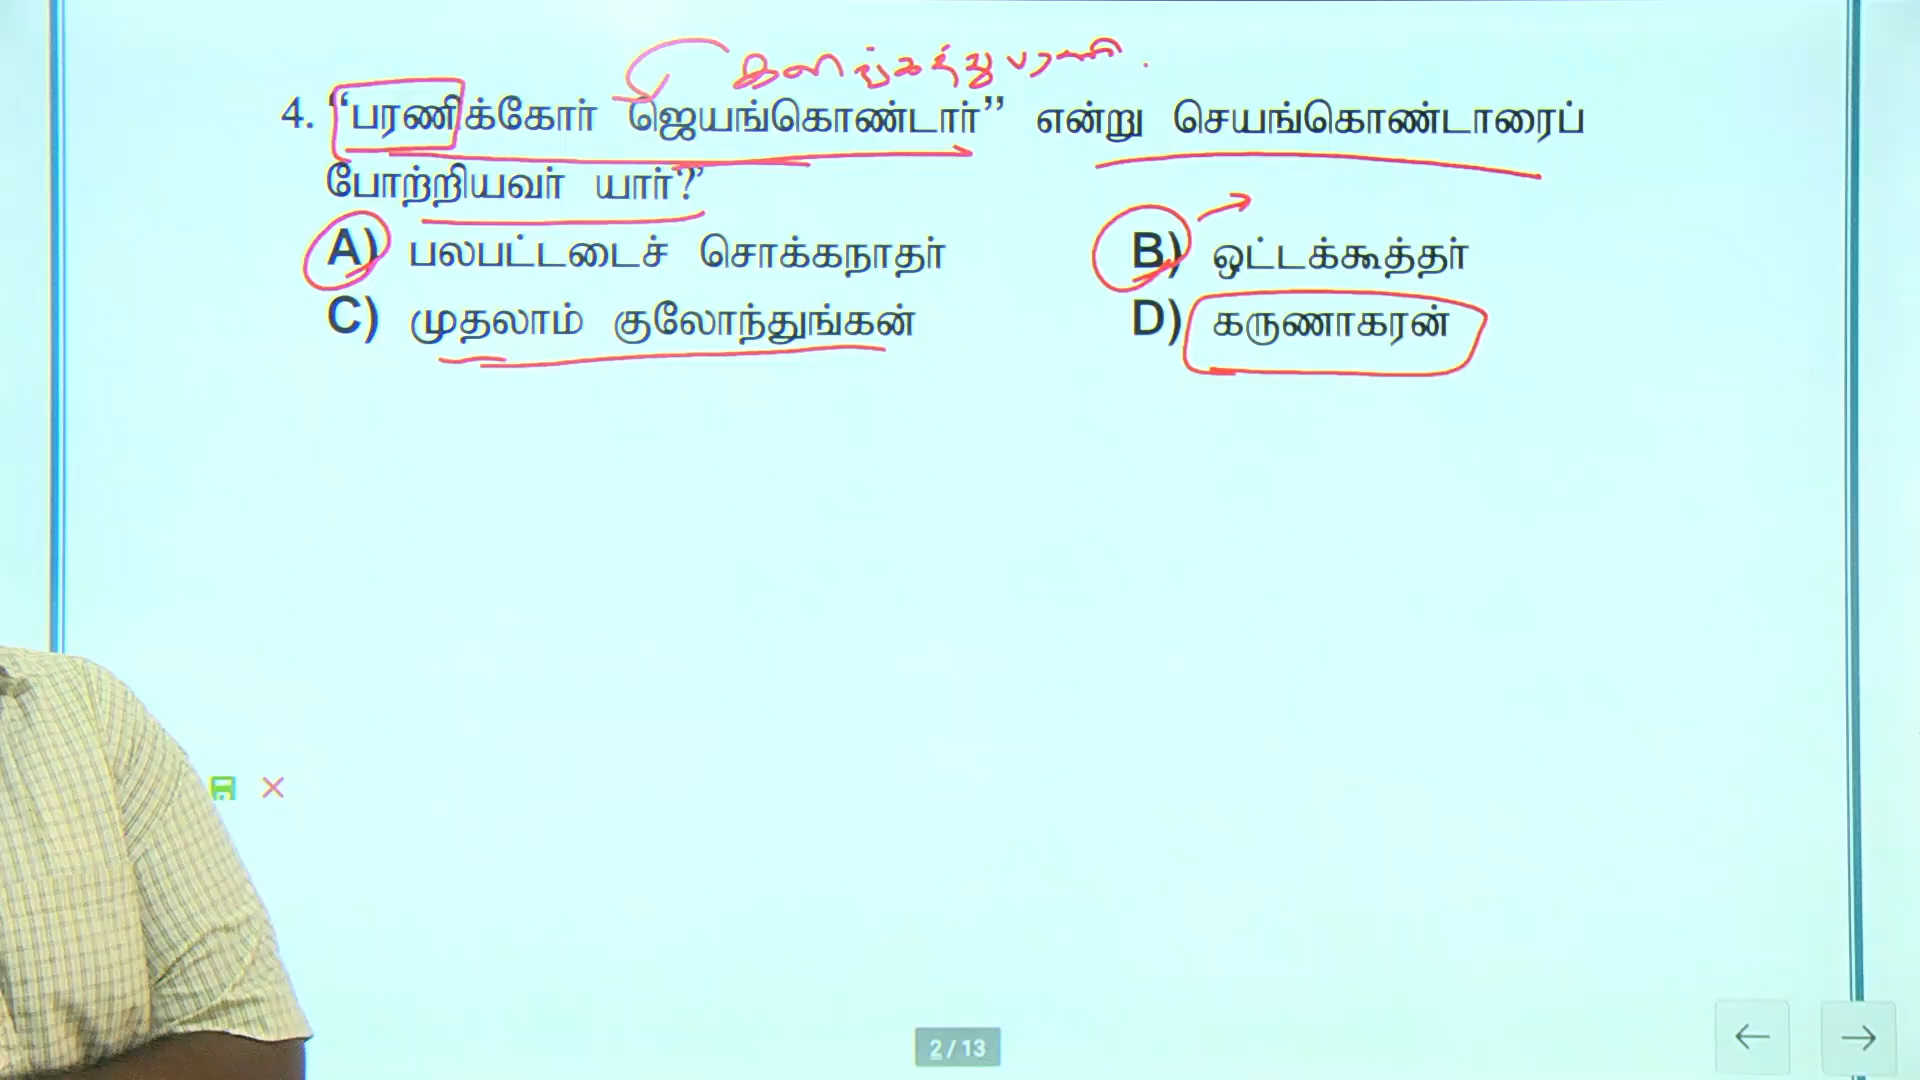 களிங்கத்து பரணி.
4. “பரணிக்கோர் ஜெயங்கொண்டார்” என்று செயங்கொண்டாரைப்
போற்றியவர் யார்?”
A) பலபட்டடைச் சொக்கநாதர் B) ஒட்டக்கூத்தர்
C) முதலாம் குலோந்துங்கன் D) கருணாகரன்
2 / 13